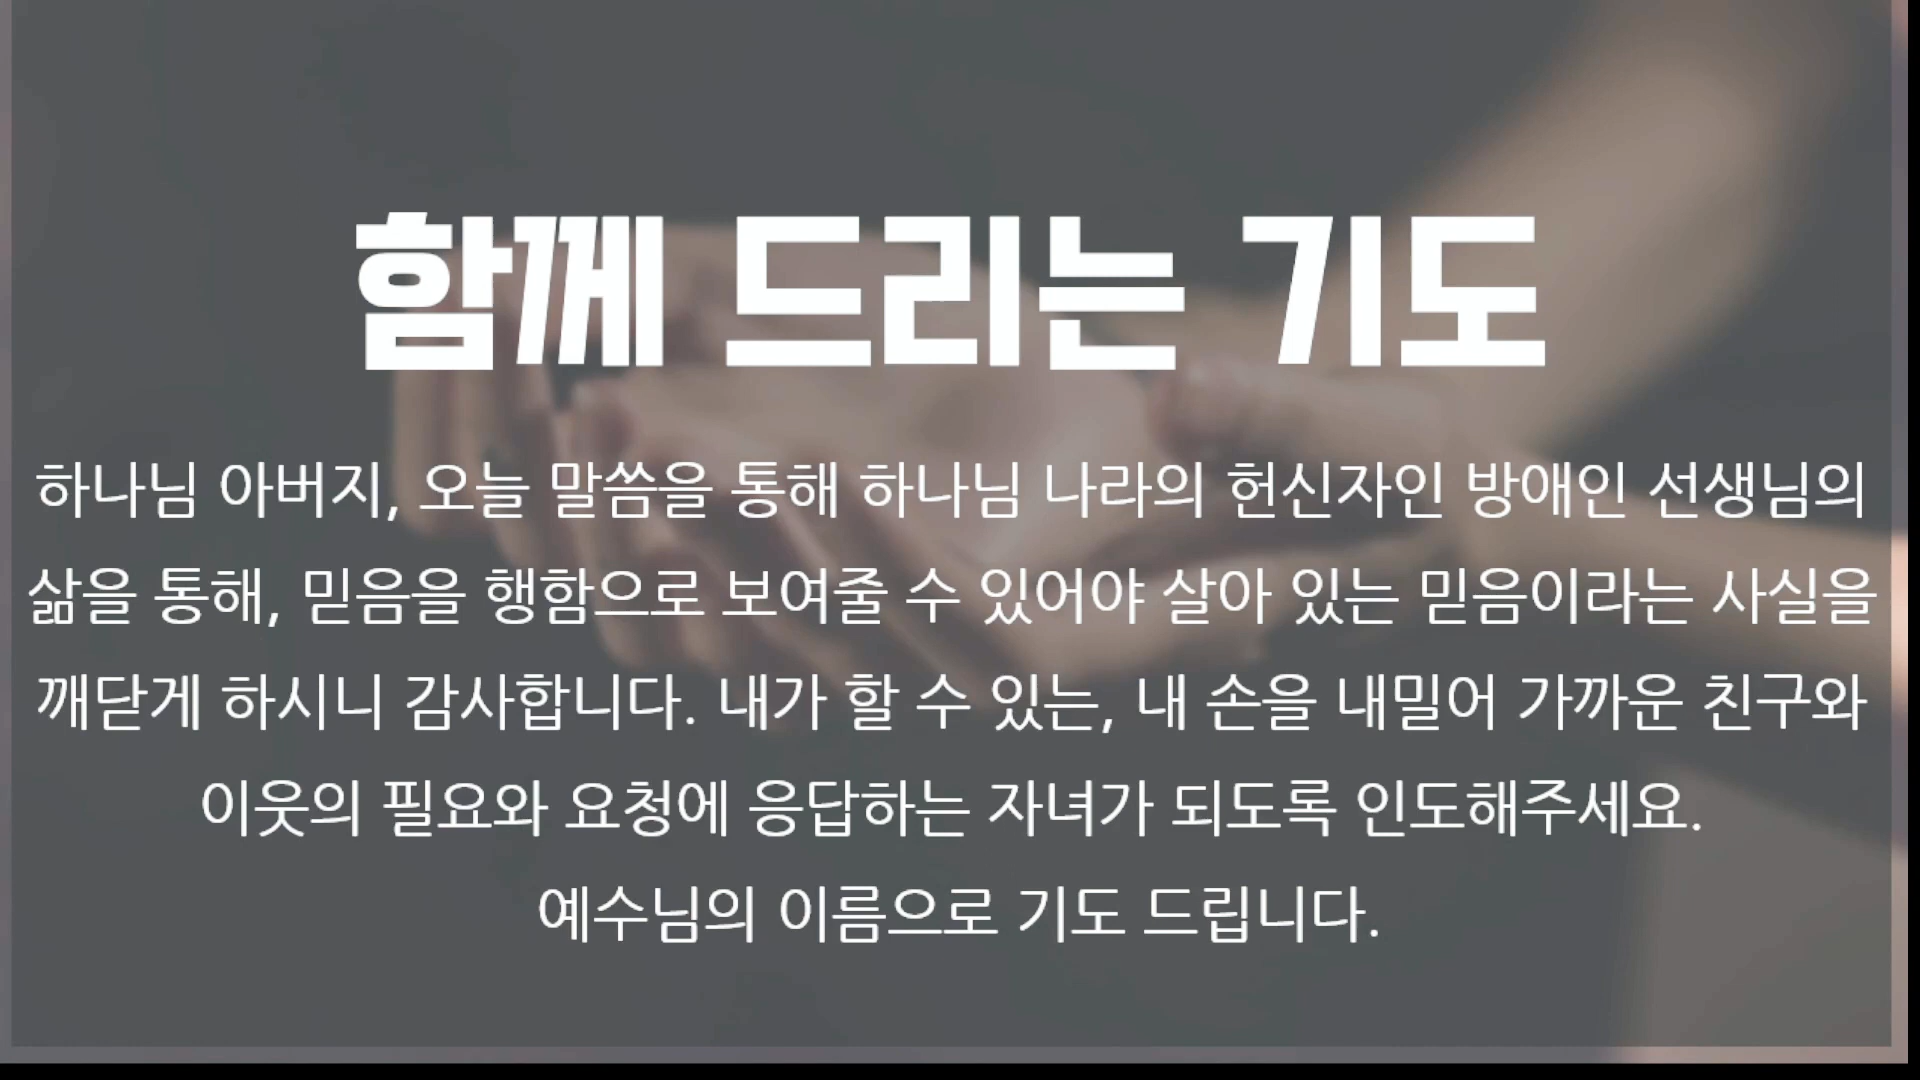 함께 드리는 기도
하나님 아버지, 오늘 말씀을 통해 하나님 나라의 헌신자인 방애인 선생님의
삶을 통해, 믿음을 행함으로 보여줄 수 있어야 살아 있는 믿음이라는 사실을
깨닫게 하시니 감사합니다. 내가 할 수 있는, 내 손을 내밀어 가까운 친구와
이웃의 필요와 요청에 응답하는 자녀가 되도록 인도해주세요.
예수님의 이름으로 기도 드립니다.